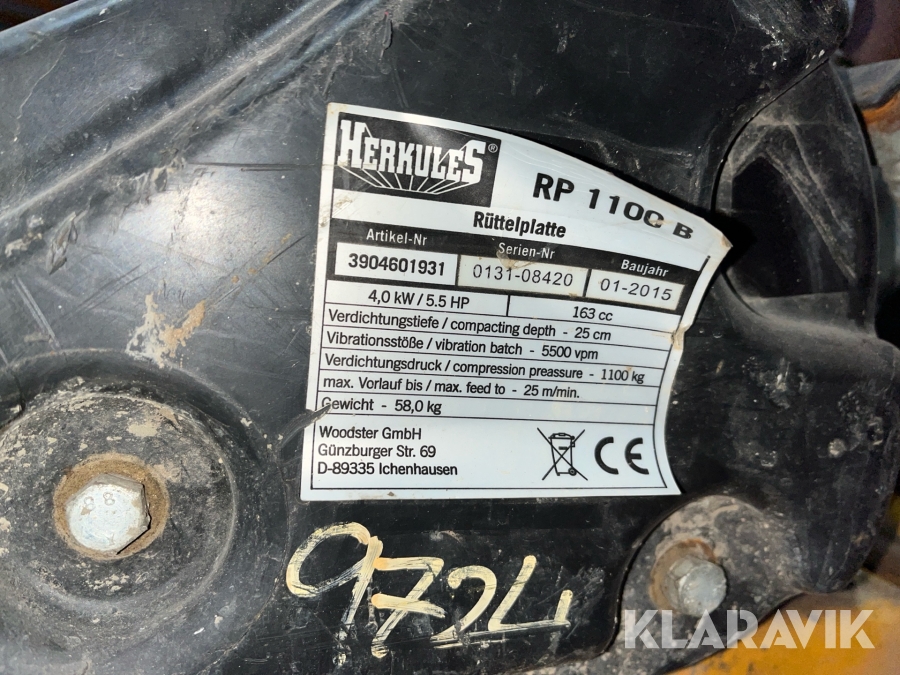 HERKULES®
RP 1100 B
Rüttelplatte
Artikel-Nr Serien-Nr Baujahr
3904601931 0131-08420 01-2015
4,0 kW / 5.5 HP 163 cc
Verdichtungstiefe / compacting depth - 25 cm
Vibrationsstöße / vibration batch - 5500 vpm
Verdichtungsdruck / compression preassure - 1100 kg
max. Vorlauf bis / max. feed to - 25 m/min.
Gewicht - 58,0 kg
Woodster GmbH
Günzburger Str. 69
D-89335 Ichenhausen
CE
8.8
9724
KLARAVIK